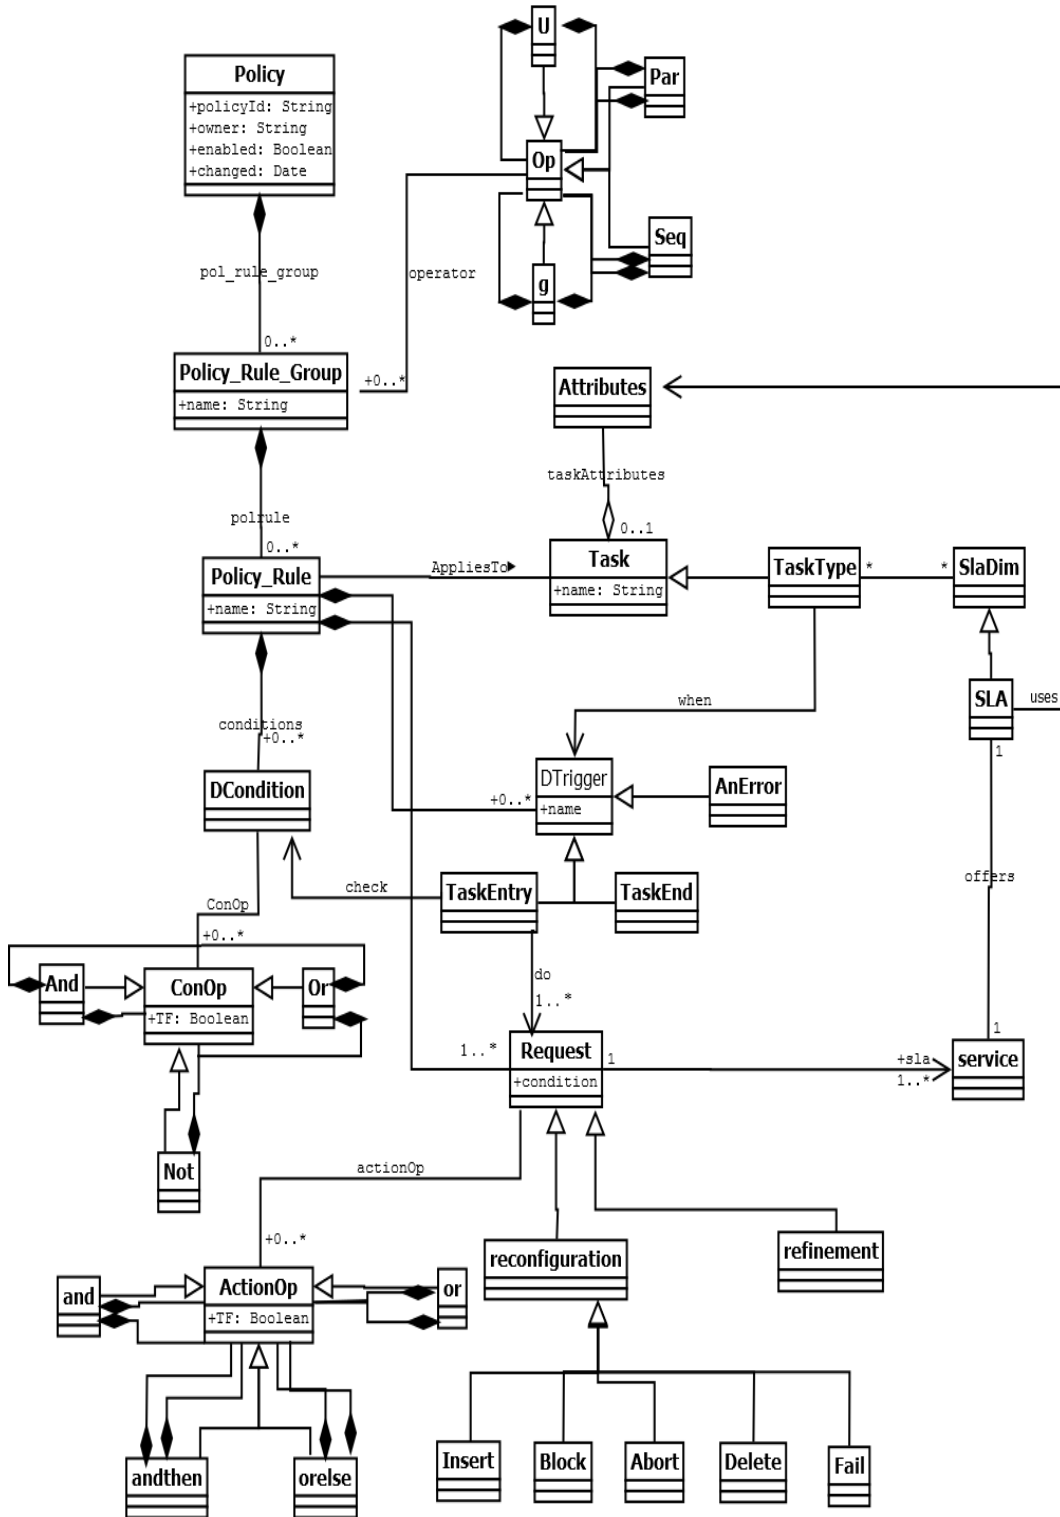 U
Policy
+policyId: String
+owner: String
+enabled: Boolean
+changed: Date
Par
Op
Seq
pol_rule_group
operator
g
0..*
Policy_Rule_Group
+name: String
+0..*
Attributes
taskAttributes
polrule
0..*
0..1
Policy_Rule
+name: String
AppliesTo
Task
+name: String
TaskType
*
*
SlaDim
SLA
uses
1
when
conditions
+0..*
DCondition
DTrigger
+name
+0..*
AnError
check
TaskEntry
TaskEnd
offers
ConOp
+0..*
And
ConOp
+TF: Boolean
Or
do
1..*
1..*
Request
+condition
1
+sla
1..*
1
service
Not
actionOp
+0..*
reconfiguration
refinement
and
ActionOp
+TF: Boolean
or
andthen
orelse
Insert
Block
Abort
Delete
Fail